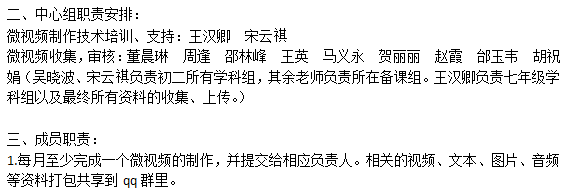 二、中心组职责安排：
微视频制作技术培训、支持：王汉卿 宋云祺
微视频收集，审核：董晨琳 周逢 邵林峰 王英 马义永 贺丽丽 赵霞 邰玉韦 胡祝
娟（吴晓波、宋云祺负责初二所有学科组，其余老师负责所在备课组。王汉卿负责七年级学
科组以及最终所有资料的收集、上传。）
三、成员职责：
1.每月至少完成一个微视频的制作，并提交给相应负责人。相关的视频、文本、图片、音频
等资料打包共享到 qq 群里。